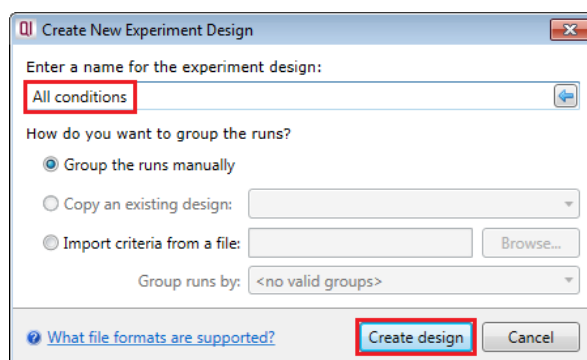 QI Create New Experiment Design
Enter a name for the experiment design:
All conditions
How do you want to group the runs?
Group the runs manually
Copy an existing design:
Import criteria from a file: Browse...
Group runs by: <no valid groups>
? What file formats are supported? Create design Cancel